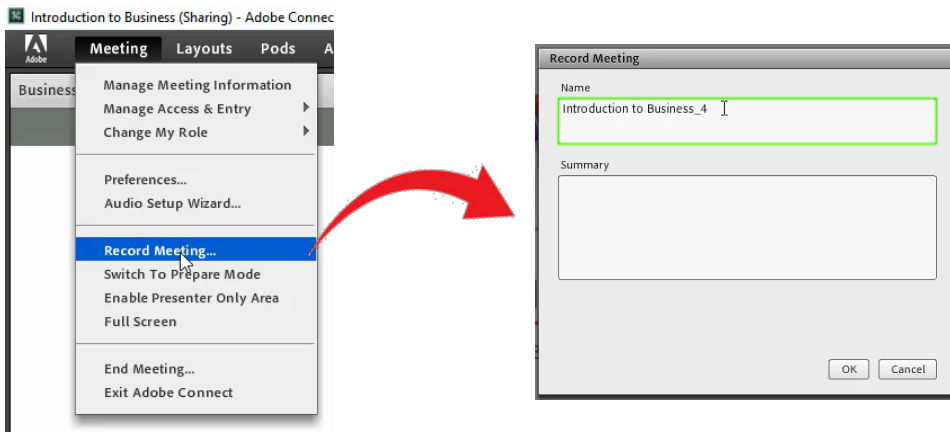 Introduction to Business (Sharing) - Adobe Connec
Adobe
Meeting Layouts Pods A
Business
Manage Meeting Information
Manage Access & Entry
Change My Role
Preferences...
Audio Setup Wizard...
Record Meeting...
Switch To Prepare Mode
Enable Presenter Only Area
Full Screen
End Meeting...
Exit Adobe Connect
Record Meeting
Name
Introduction to Business_4
Summary
OK Cancel